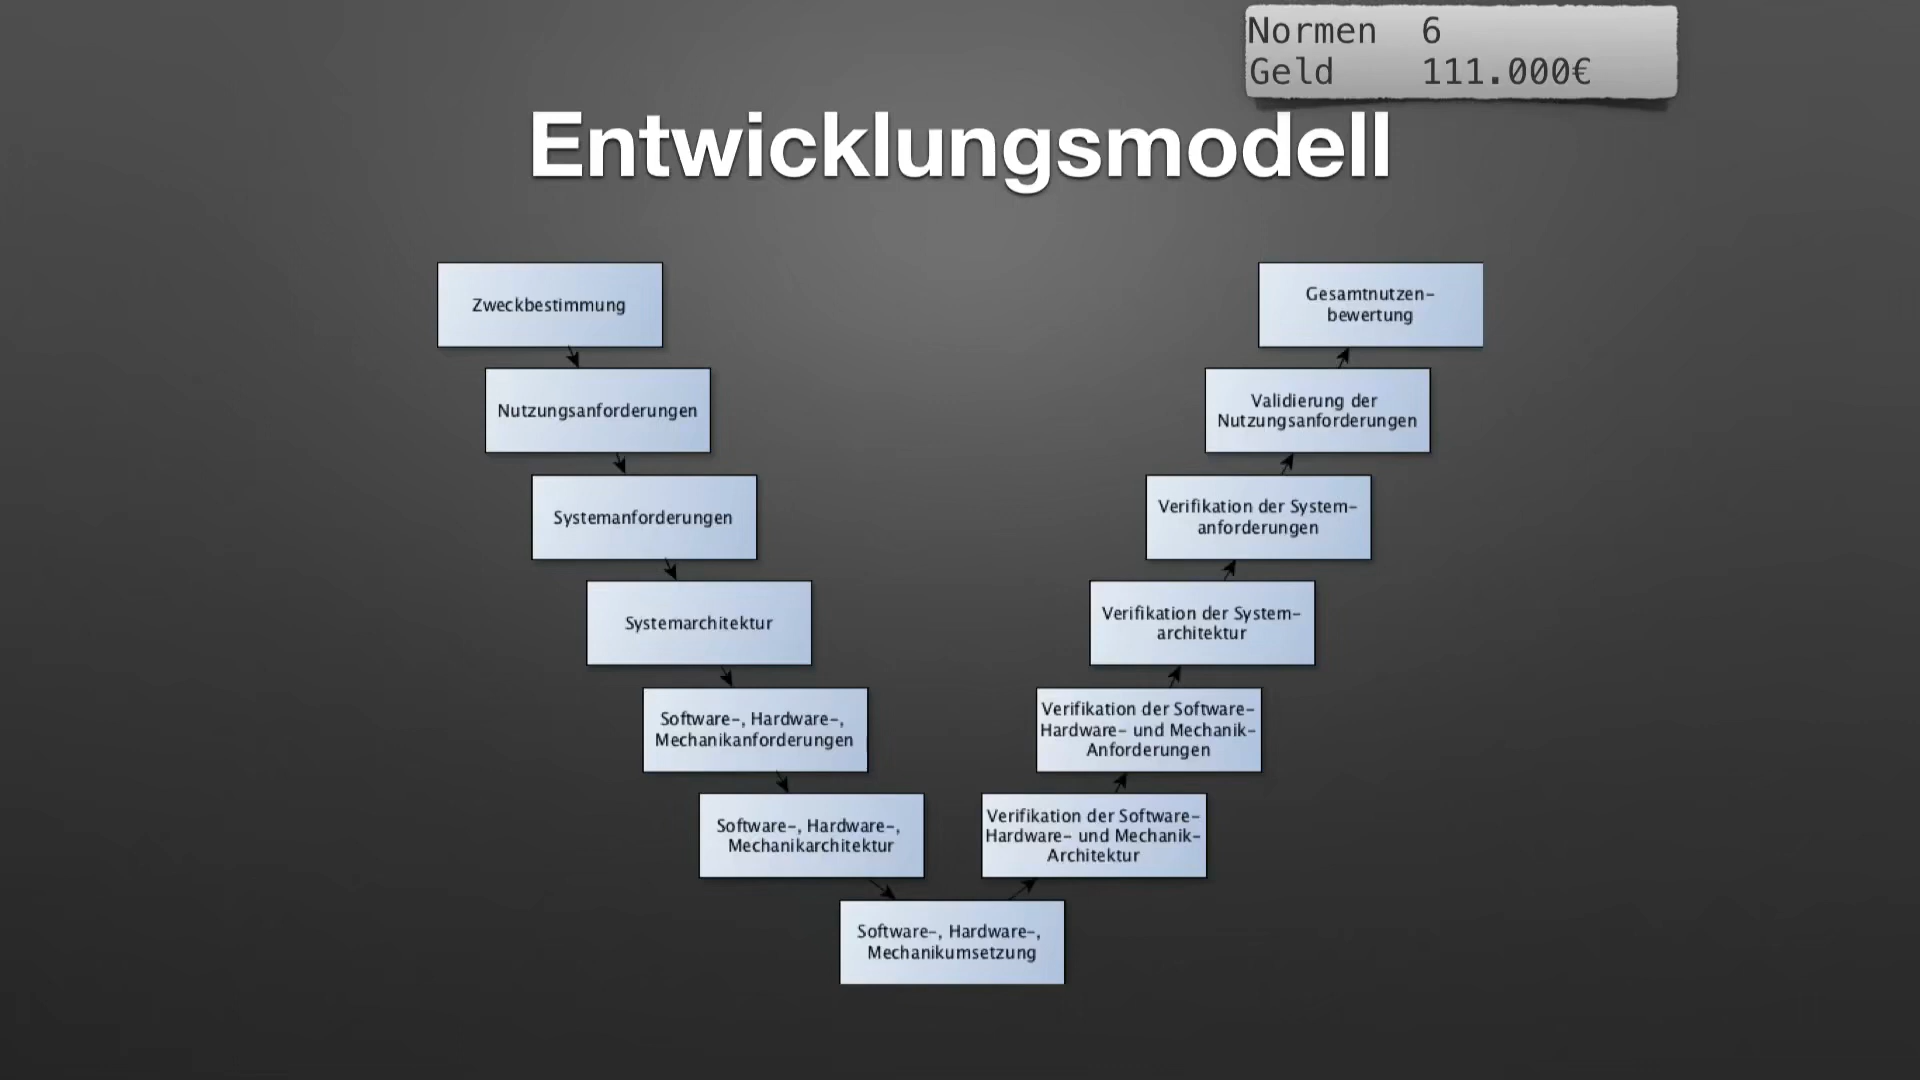 Normen 6
Geld 111.000€
Entwicklungsmodell
Zweckbestimmung
Nutzungsanforderungen
Systemanforderungen
Systemarchitektur
Software-, Hardware-,
Mechanikanforderungen
Software-, Hardware-,
Mechanikarchitektur
Software-, Hardware-,
Mechanikumsetzung
Verifikation der Software-
Hardware- und Mechanik-
Architektur
Verifikation der Software-
Hardware- und Mechanik-
Anforderungen
Verifikation der System-
architektur
Verifikation der System-
anforderungen
Validierung der
Nutzungsanforderungen
Gesamtnutzen-
bewertung